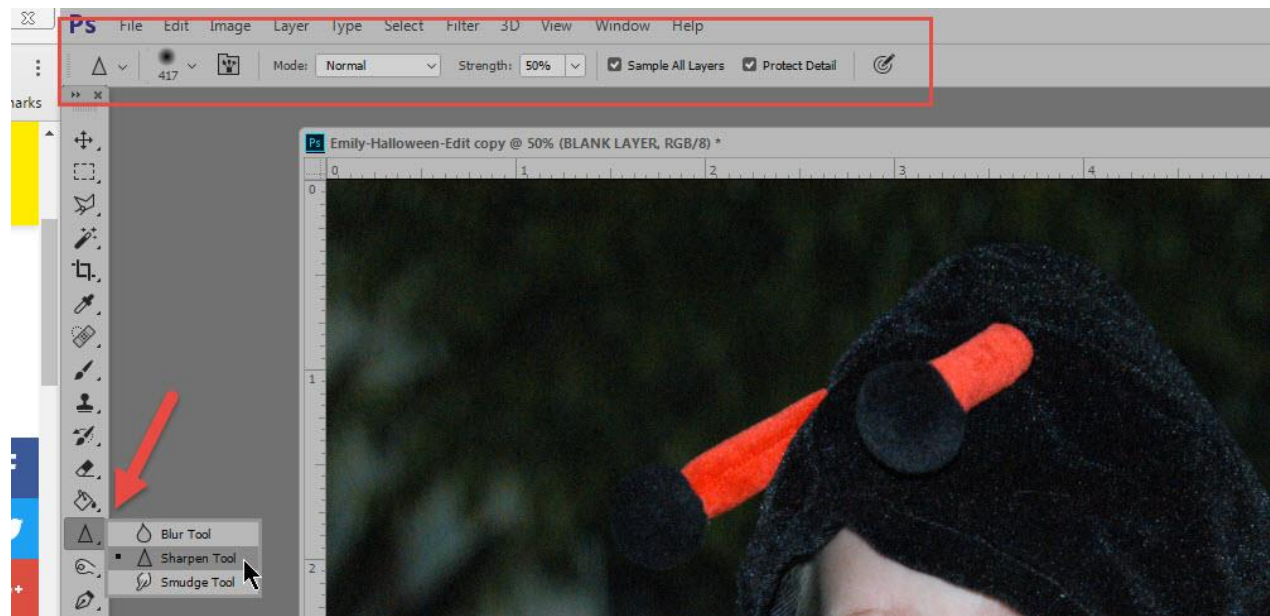 Ps File Edit Image Layer Type Select Filter 3D View Window Help
417 Mode: Normal Strength: 50% Sample All Layers Protect Detail
Ps Emily-Halloween-Edit copy @ 50% (BLANK LAYER, RGB/8) *
0 1 2 3 4
0
1
2
Blur Tool
Sharpen Tool
Smudge Tool